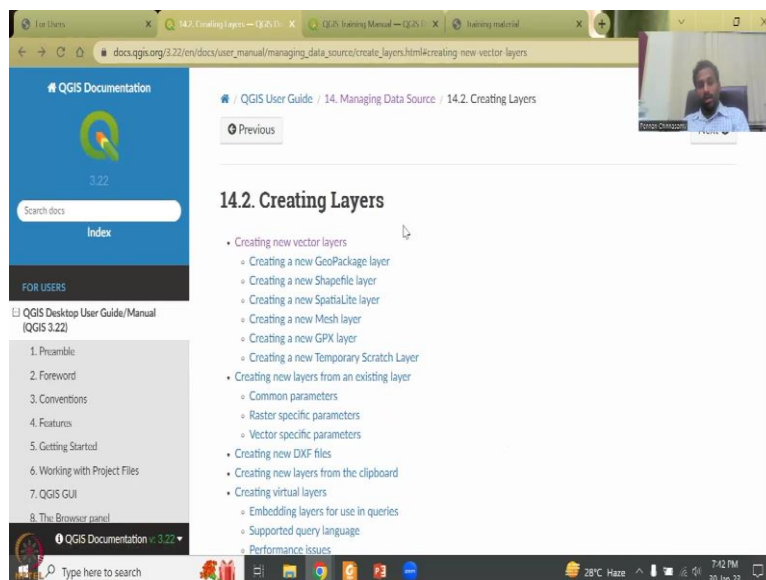 For Users
14.2. Creating Layers — QGIS Do
QGIS Training Manual — QGIS D
Training material
docs.qgis.org/3.22/en/docs/user_manual/managing_data_source/create_layers.html#creating-new-vector-layers
QGIS Documentation
3.22
Search docs
Index
FOR USERS
QGIS Desktop User Guide/Manual
(QGIS 3.22)
1. Preamble
2. Foreword
3. Conventions
4. Features
5. Getting Started
6. Working with Project Files
7. QGIS GUI
8. The Browser panel
QGIS Documentation v: 3.22
QGIS User Guide / 14. Managing Data Source / 14.2. Creating Layers
Previous
14.2. Creating Layers
Creating new vector layers
Creating a new GeoPackage layer
Creating a new Shapefile layer
Creating a new SpatiaLite layer
Creating a new Mesh layer
Creating a new GPX layer
Creating a new Temporary Scratch Layer
Creating new layers from an existing layer
Common parameters
Raster specific parameters
Vector specific parameters
Creating new DXF files
Creating new layers from the clipboard
Creating virtual layers
Embedding layers for use in queries
Supported query language
Performance issues
Pennan Chinnasamy
Type here to search
28°C Haze
7:42 PM